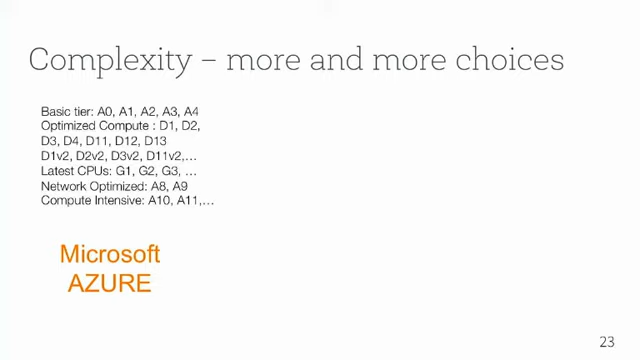 Complexity – more and more choices
Basic tier: A0, A1, A2, A3, A4
Optimized Compute : D1, D2,
D3, D4, D11, D12, D13
D1v2, D2v2, D3v2, D11v2,…
Latest CPUs: G1, G2, G3, …
Network Optimized: A8, A9
Compute Intensive: A10, A11,…
Microsoft
AZURE
23